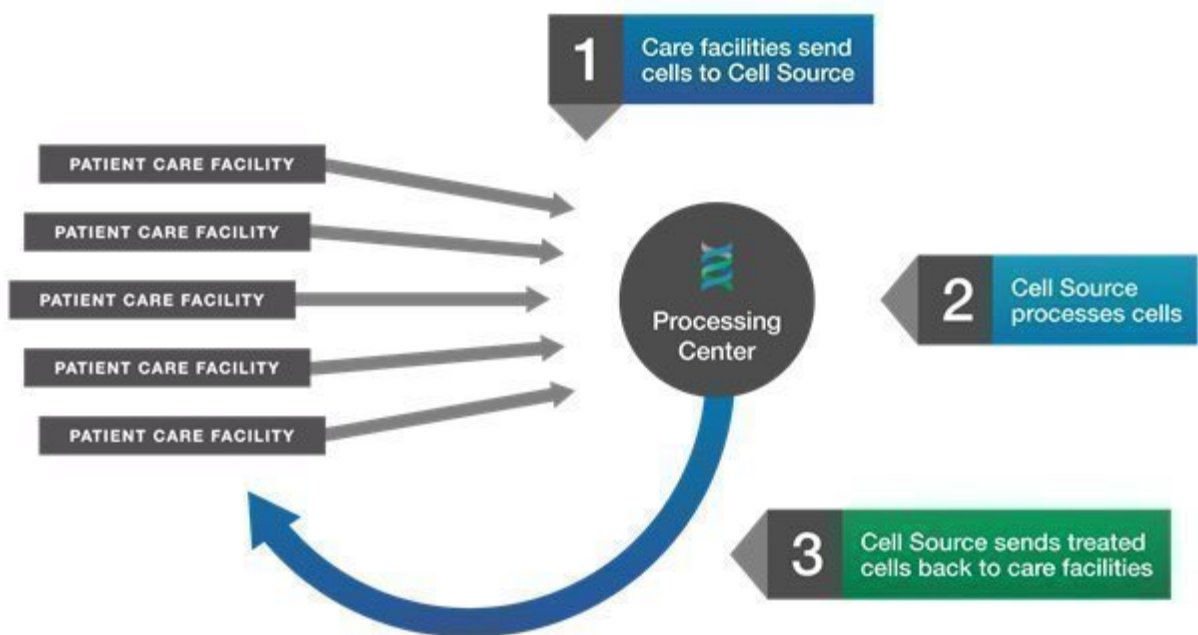 1
Care facilities send
cells to Cell Source
PATIENT CARE FACILITY
PATIENT CARE FACILITY
PATIENT CARE FACILITY
PATIENT CARE FACILITY
PATIENT CARE FACILITY
Processing
Center
2
Cell Source
processes cells
3
Cell Source sends treated
cells back to care facilities